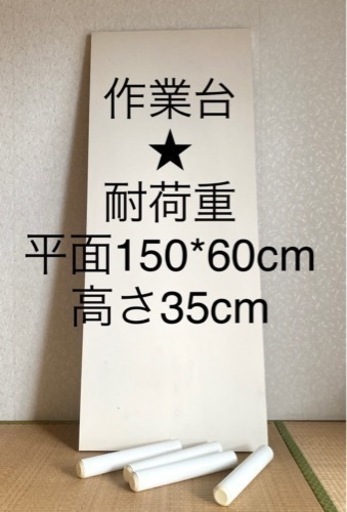 作業台
★
耐荷重
平面150*60cm
高さ35cm